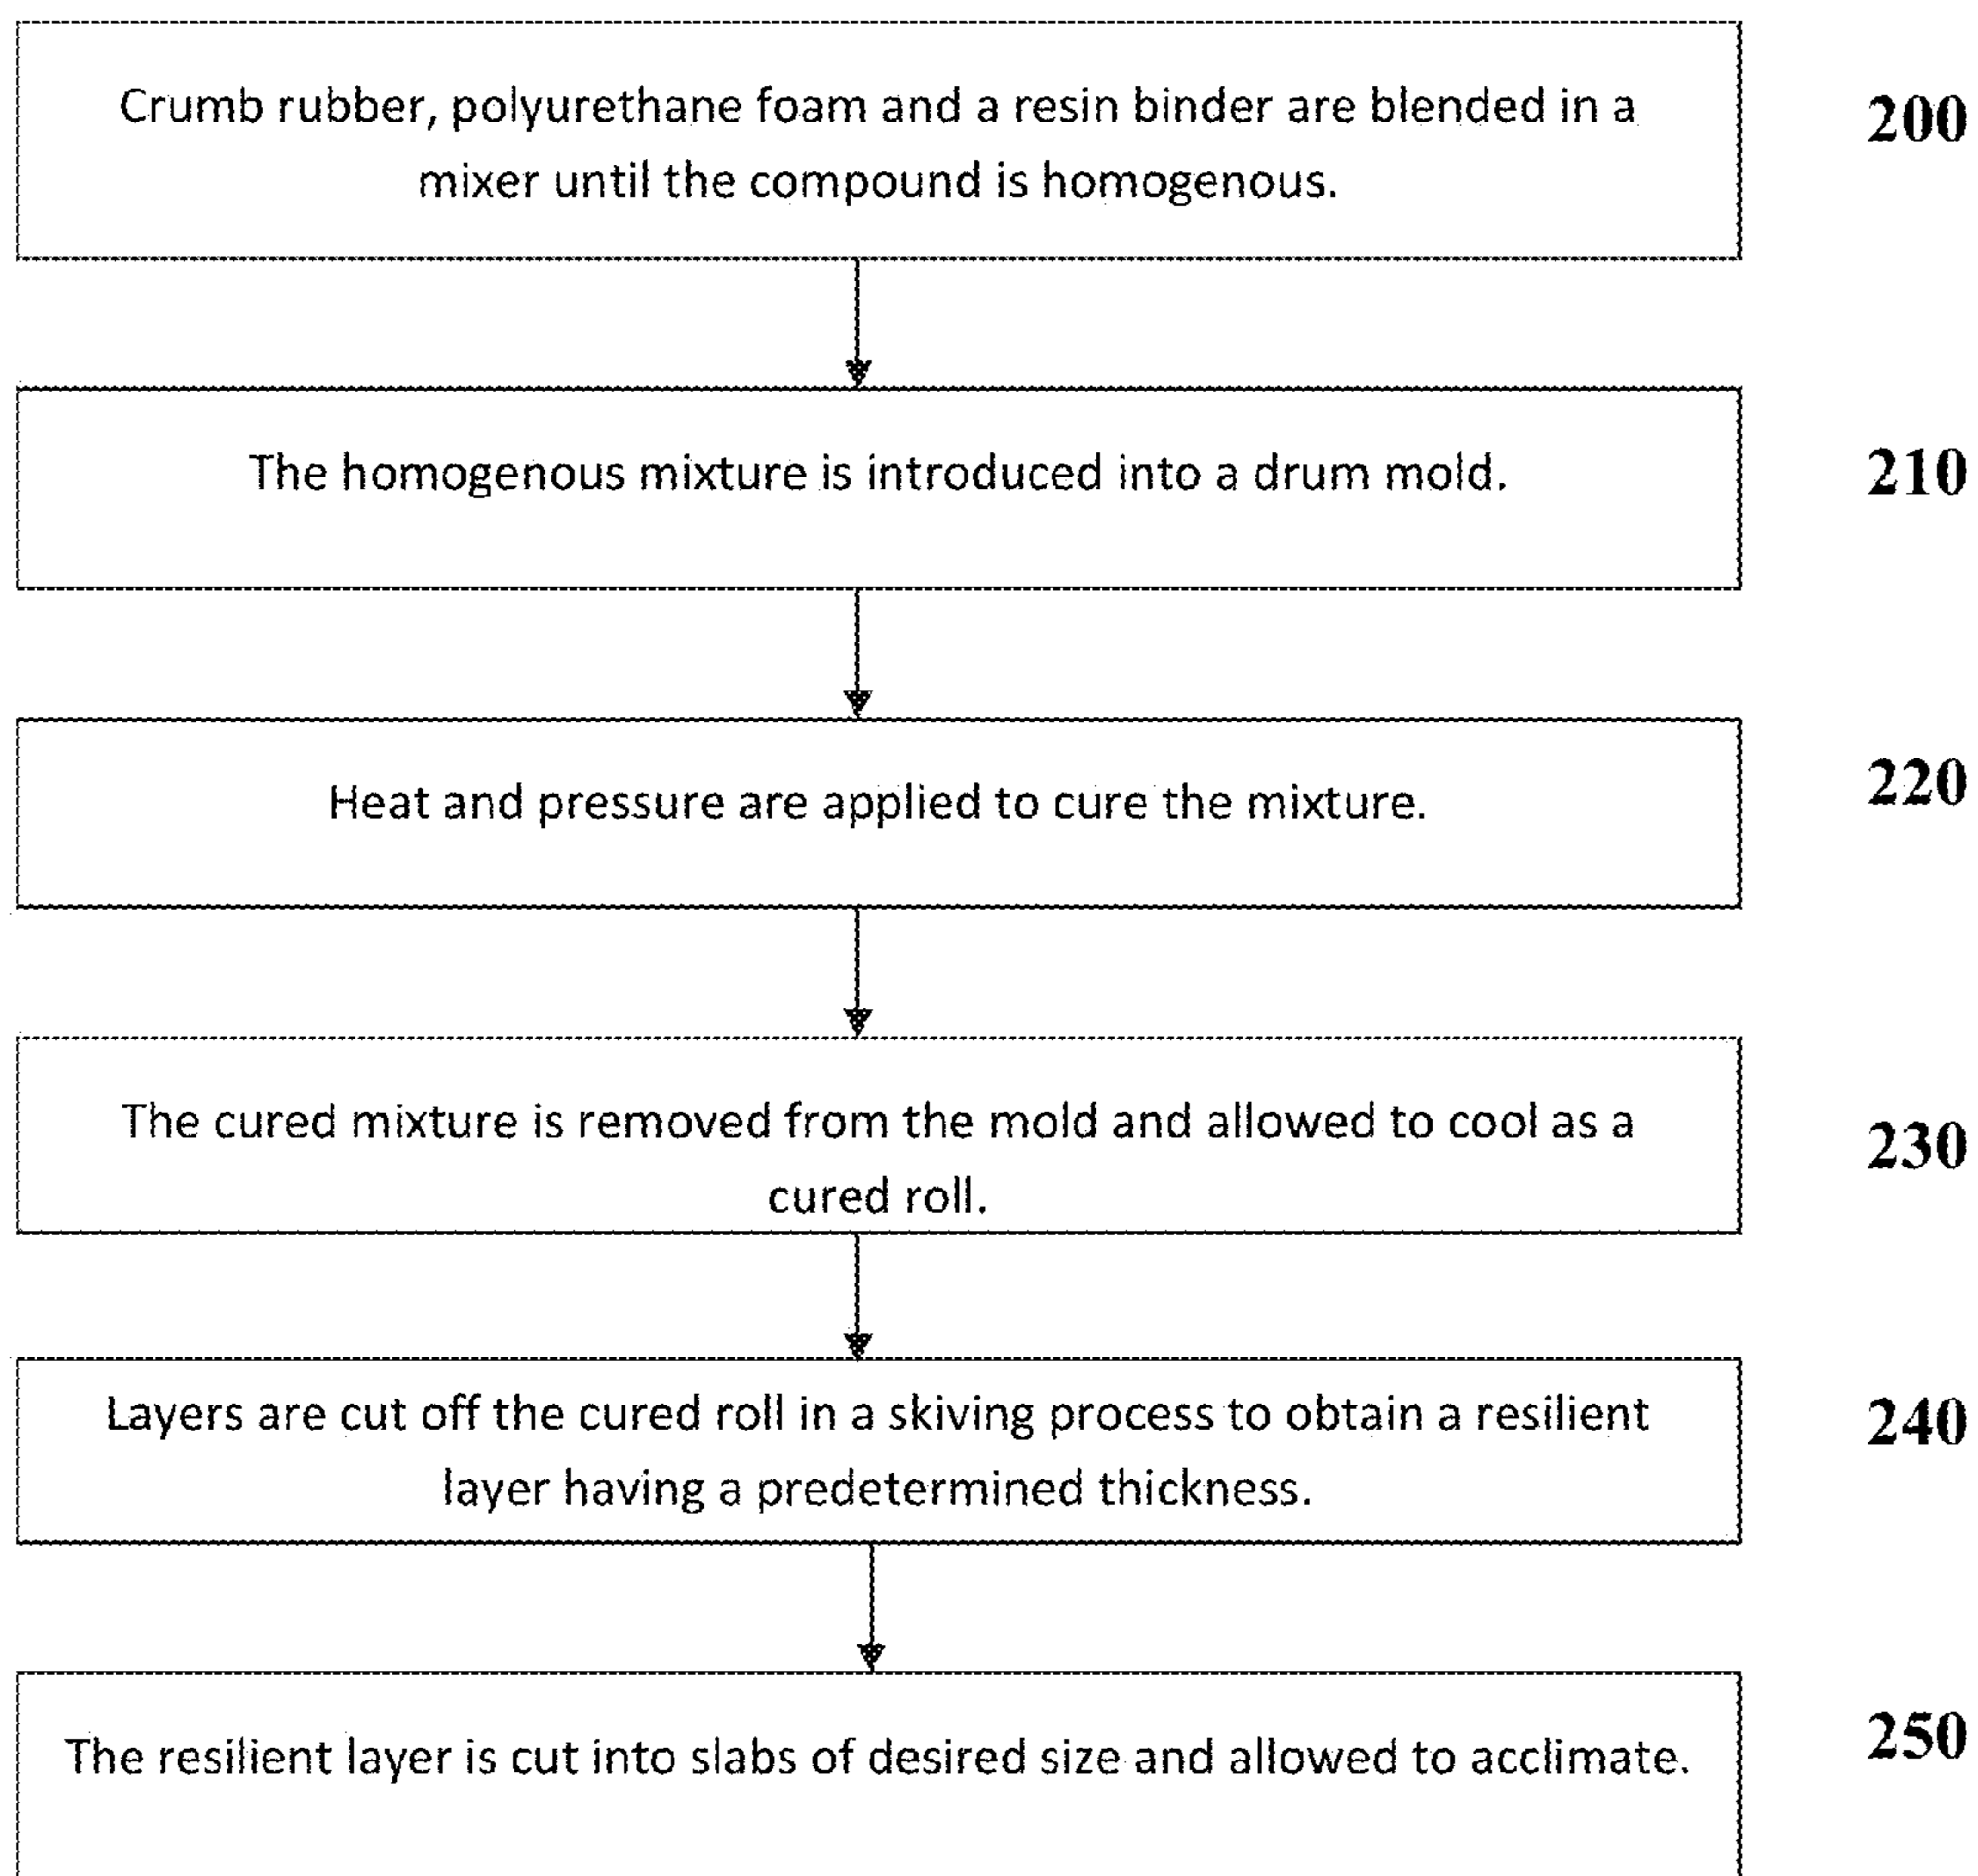 Crumb rubber, polyurethane foam and a resin binder are blended in a
mixer until the compound is homogenous.
200
The homogenous mixture is introduced into a drum mold.
210
Heat and pressure are applied to cure the mixture.
220
The cured mixture is removed from the mold and allowed to cool as a
cured roll.
230
Layers are cut off the cured roll in a skiving process to obtain a resilient
layer having a predetermined thickness.
240
The resilient layer is cut into slabs of desired size and allowed to acclimate.
250